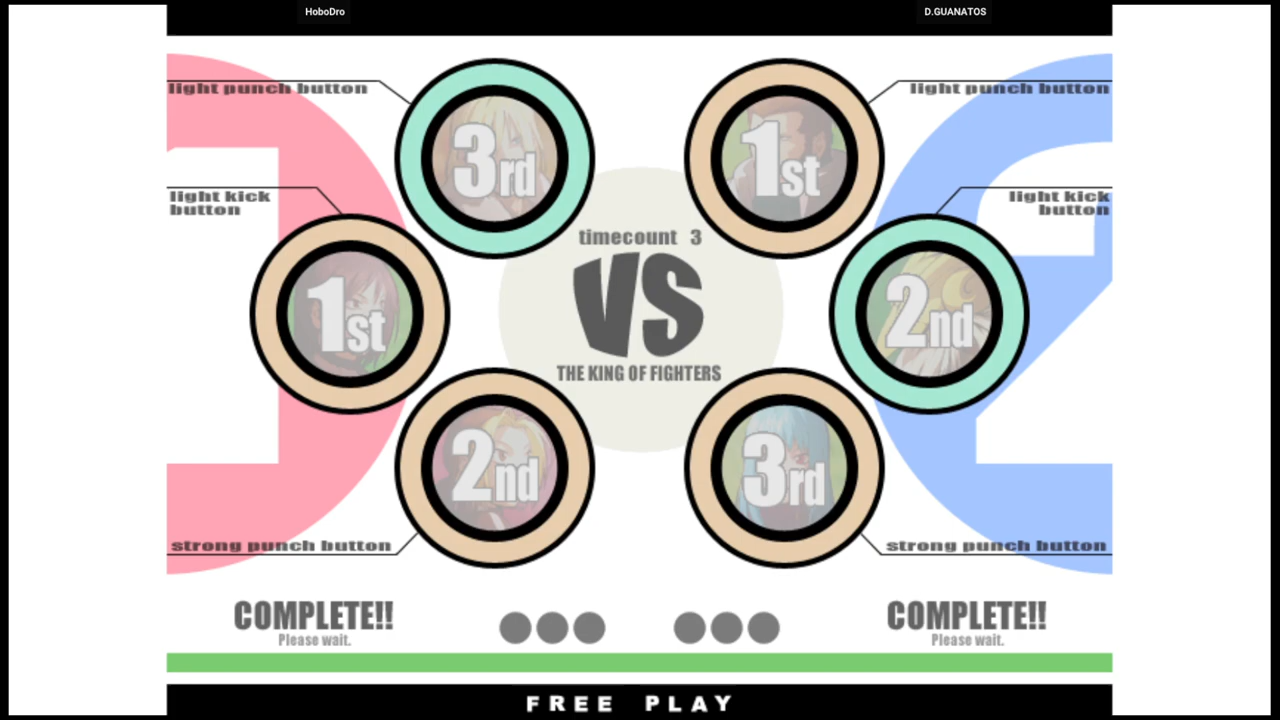 HoboDro
D.GUANATOS
light punch button
light punch button
3rd
1st
light kick
button
light kick
button
timecount 3
VS
THE KING OF FIGHTERS
1st
2nd
2nd
3rd
strong punch button
strong punch button
COMPLETE!!
Please wait.
COMPLETE!!
Please wait.
FREE PLAY